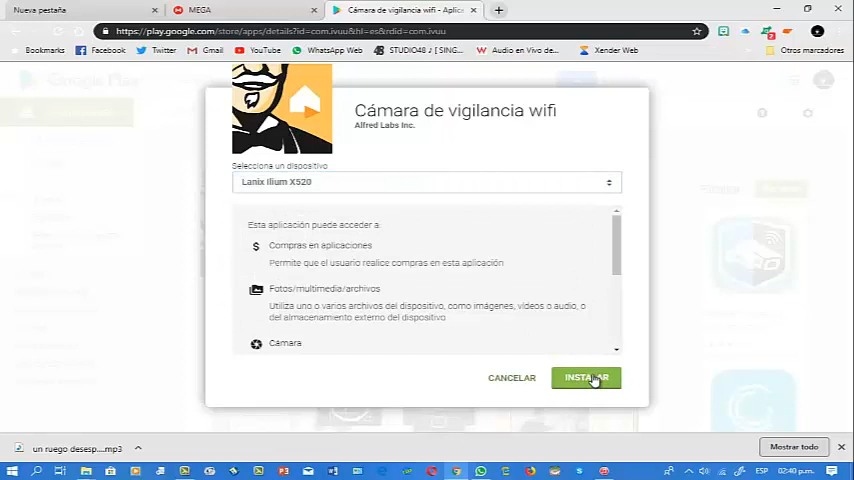 Nueva pestaña
MEGA
Cámara de vigilancia wifi - Aplic
https://play.google.com/store/apps/details?id=com.ivuu&hl=es&rdid=com.ivuu
Bookmarks
Facebook
Twitter
Gmail
YouTube
WhatsApp Web
STUDIO48 ♪ [ SING...
Audio en Vivo de...
Xender Web
Otros marcadores
Google Play
Cámara de vigilancia wifi
Alfred Labs Inc.
Selecciona un dispositivo
Lanix Ilium X520
Esta aplicación puede acceder a:
Compras en aplicaciones
Permite que el usuario realice compras en esta aplicación
Fotos/multimedia/archivos
Utiliza uno o varios archivos del dispositivo, como imágenes, vídeos o audio, o
del almacenamiento externo del dispositivo
Cámara
CANCELAR
INSTALAR
un ruego desesp....mp3
Mostrar todo
ESP
02:40 p.m.